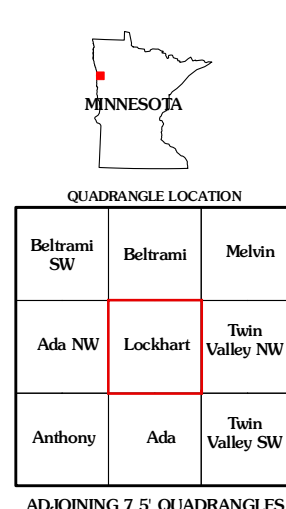 MINNESOTA
QUADRANGLE LOCATION
Beltrami SW
Beltrami
Melvin
Ada NW
Lockhart
Twin Valley NW
Anthony
Ada
Twin Valley SW
ADJOINING 7.5' QUADRANGLES